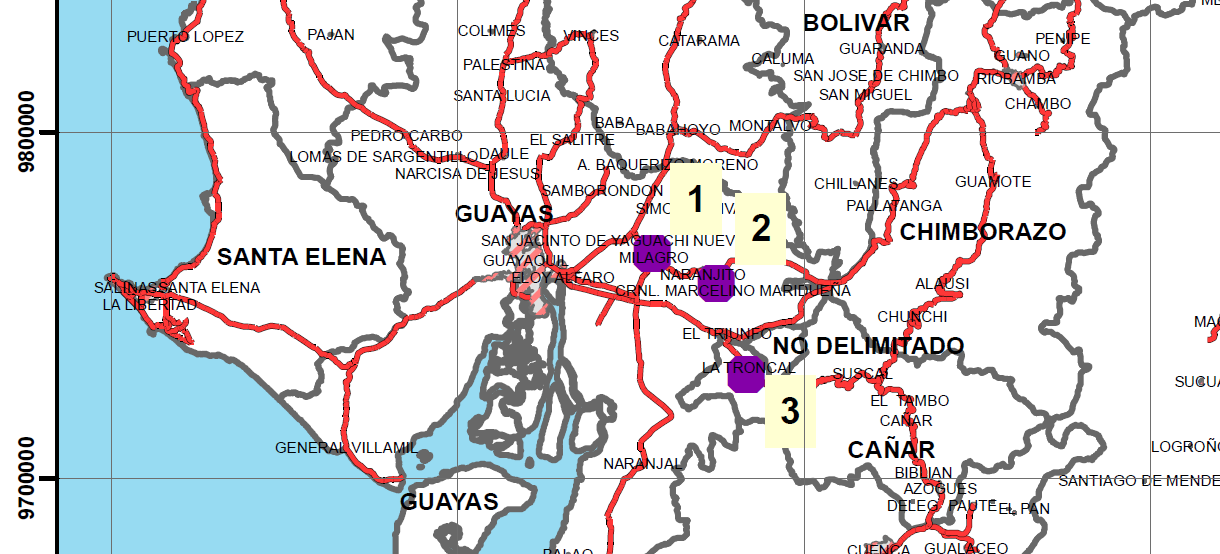 BOLIVAR
PUERTO LOPEZ
PAJAN
COLIMES
VINCES
CATARAMA
GUARANDA
PENIPE
GUANO
CALUMA
PALESTINA
SAN JOSE DE CHIMBO
RIOBAMBA
SANTA LUCIA
SAN MIGUEL
CHAMBO
BABA
BABAHOYO
MONTALVO
9800000
PEDRO CARBO
EL SALITRE
LOMAS DE SARGENTILLO
DAULE
A. BAQUERIZO MORENO
NARCISA DE JESUS
SAMBORONDON
CHILLANES
GUAMOTE
1
PALLATANGA
GUAYAS
2
CHIMBORAZO
SAN JACINTO DE YAGUACHI NUEV
SANTA ELENA
MILAGRO
GUAYAQUIL
NARANJITO
ELOY ALFARO
SALINAS
SANTA ELENA
CRNL. MARCELINO MARIDUEÑA
ALAUSI
LA LIBERTAD
CHUNCHI
EL TRIUNFO
NO DELIMITADO
LA TRONCAL
SUSCAL
3
EL TAMBO
CAÑAR
GENERAL VILLAMIL
CAÑAR
LOGROÑO
NARANJAL
BIBLIAN
9700000
SANTIAGO DE MENDE
AZOGUES
GUAYAS
DELEG
PAUTE
EL PAN
CUENCA
GUALACEO